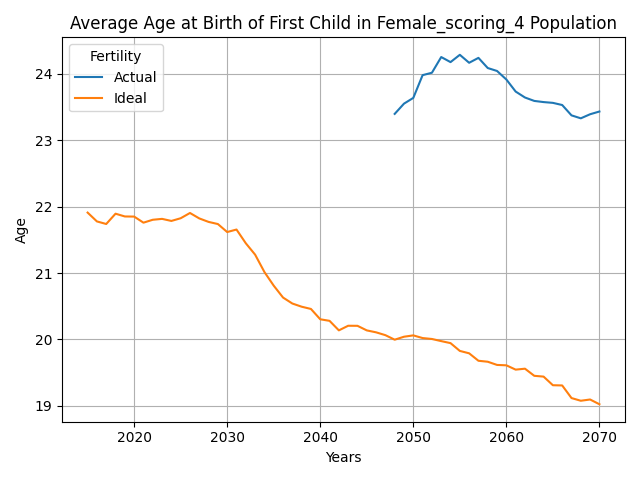 Average Age at Birth of First Child in Female_scoring_4 Population
Fertility
Actual
Ideal
Age
24
23
22
21
20
19
2020 2030 2040 2050 2060 2070
Years